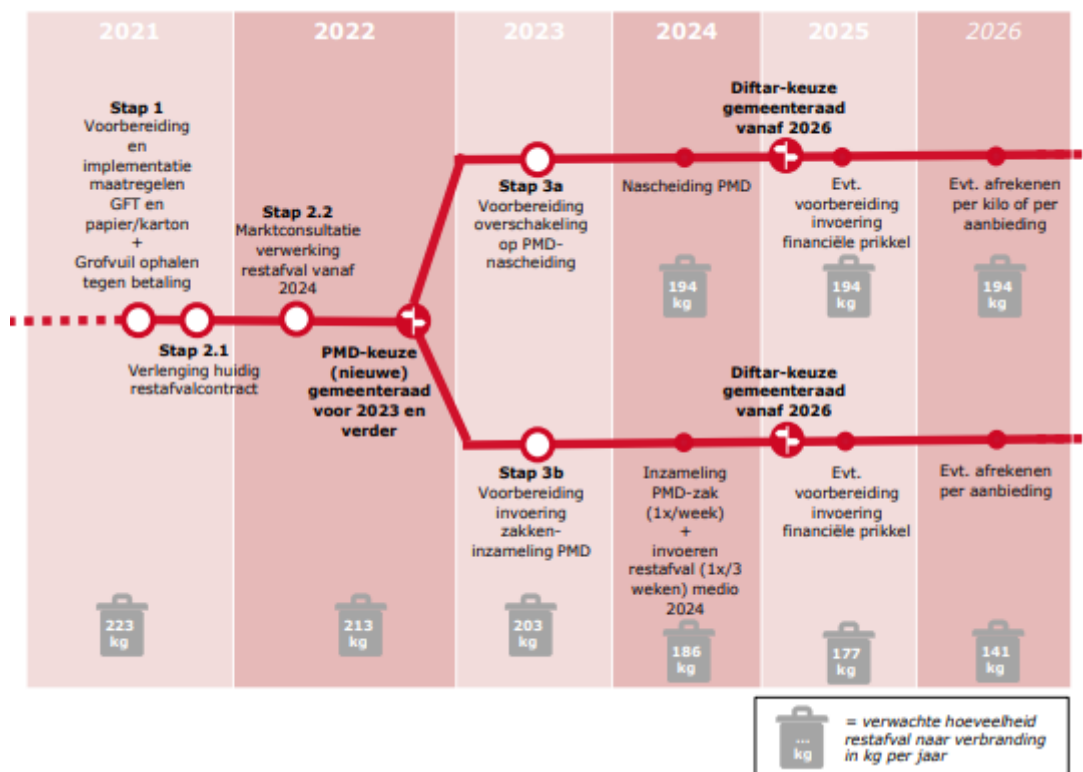 2021
2022
2023
2024
2025
2026
Stap 1
Voorbereiding
en
implementatie
maatregelen
GFT en
papier/karton
+
Grofvuil ophalen
tegen betaling
Stap 2.1
Verlenging huidig
restafvalcontract
Stap 2.2
Marktconsultatie
verwerking
restafval vanaf
2024
PMD-keuze
(nieuwe)
gemeenteraad
voor 2023 en
verder
Stap 3a
Voorbereiding
overschakeling
op PMD-
nascheiding
Nascheiding PMD
194
kg
Diftar-keuze
gemeenteraad
vanaf 2026
Evt.
voorbereiding
invoering
financiële prikkel
194
kg
Evt. afrekenen
per kilo of per
aanbieding
194
kg
Stap 3b
Voorbereiding
invoering
zakken-
inzameling PMD
Inzameling
PMD-zak
(1x/week)
+
invoeren
restafval (1x/3
weken) medio
2024
Diftar-keuze
gemeenteraad
vanaf 2026
Evt.
voorbereiding
invoering
financiële prikkel
Evt. afrekenen
per aanbieding
223
kg
213
kg
203
kg
186
kg
177
kg
141
kg
...
kg
= verwachte hoeveelheid
restafval naar verbranding
in kg per jaar